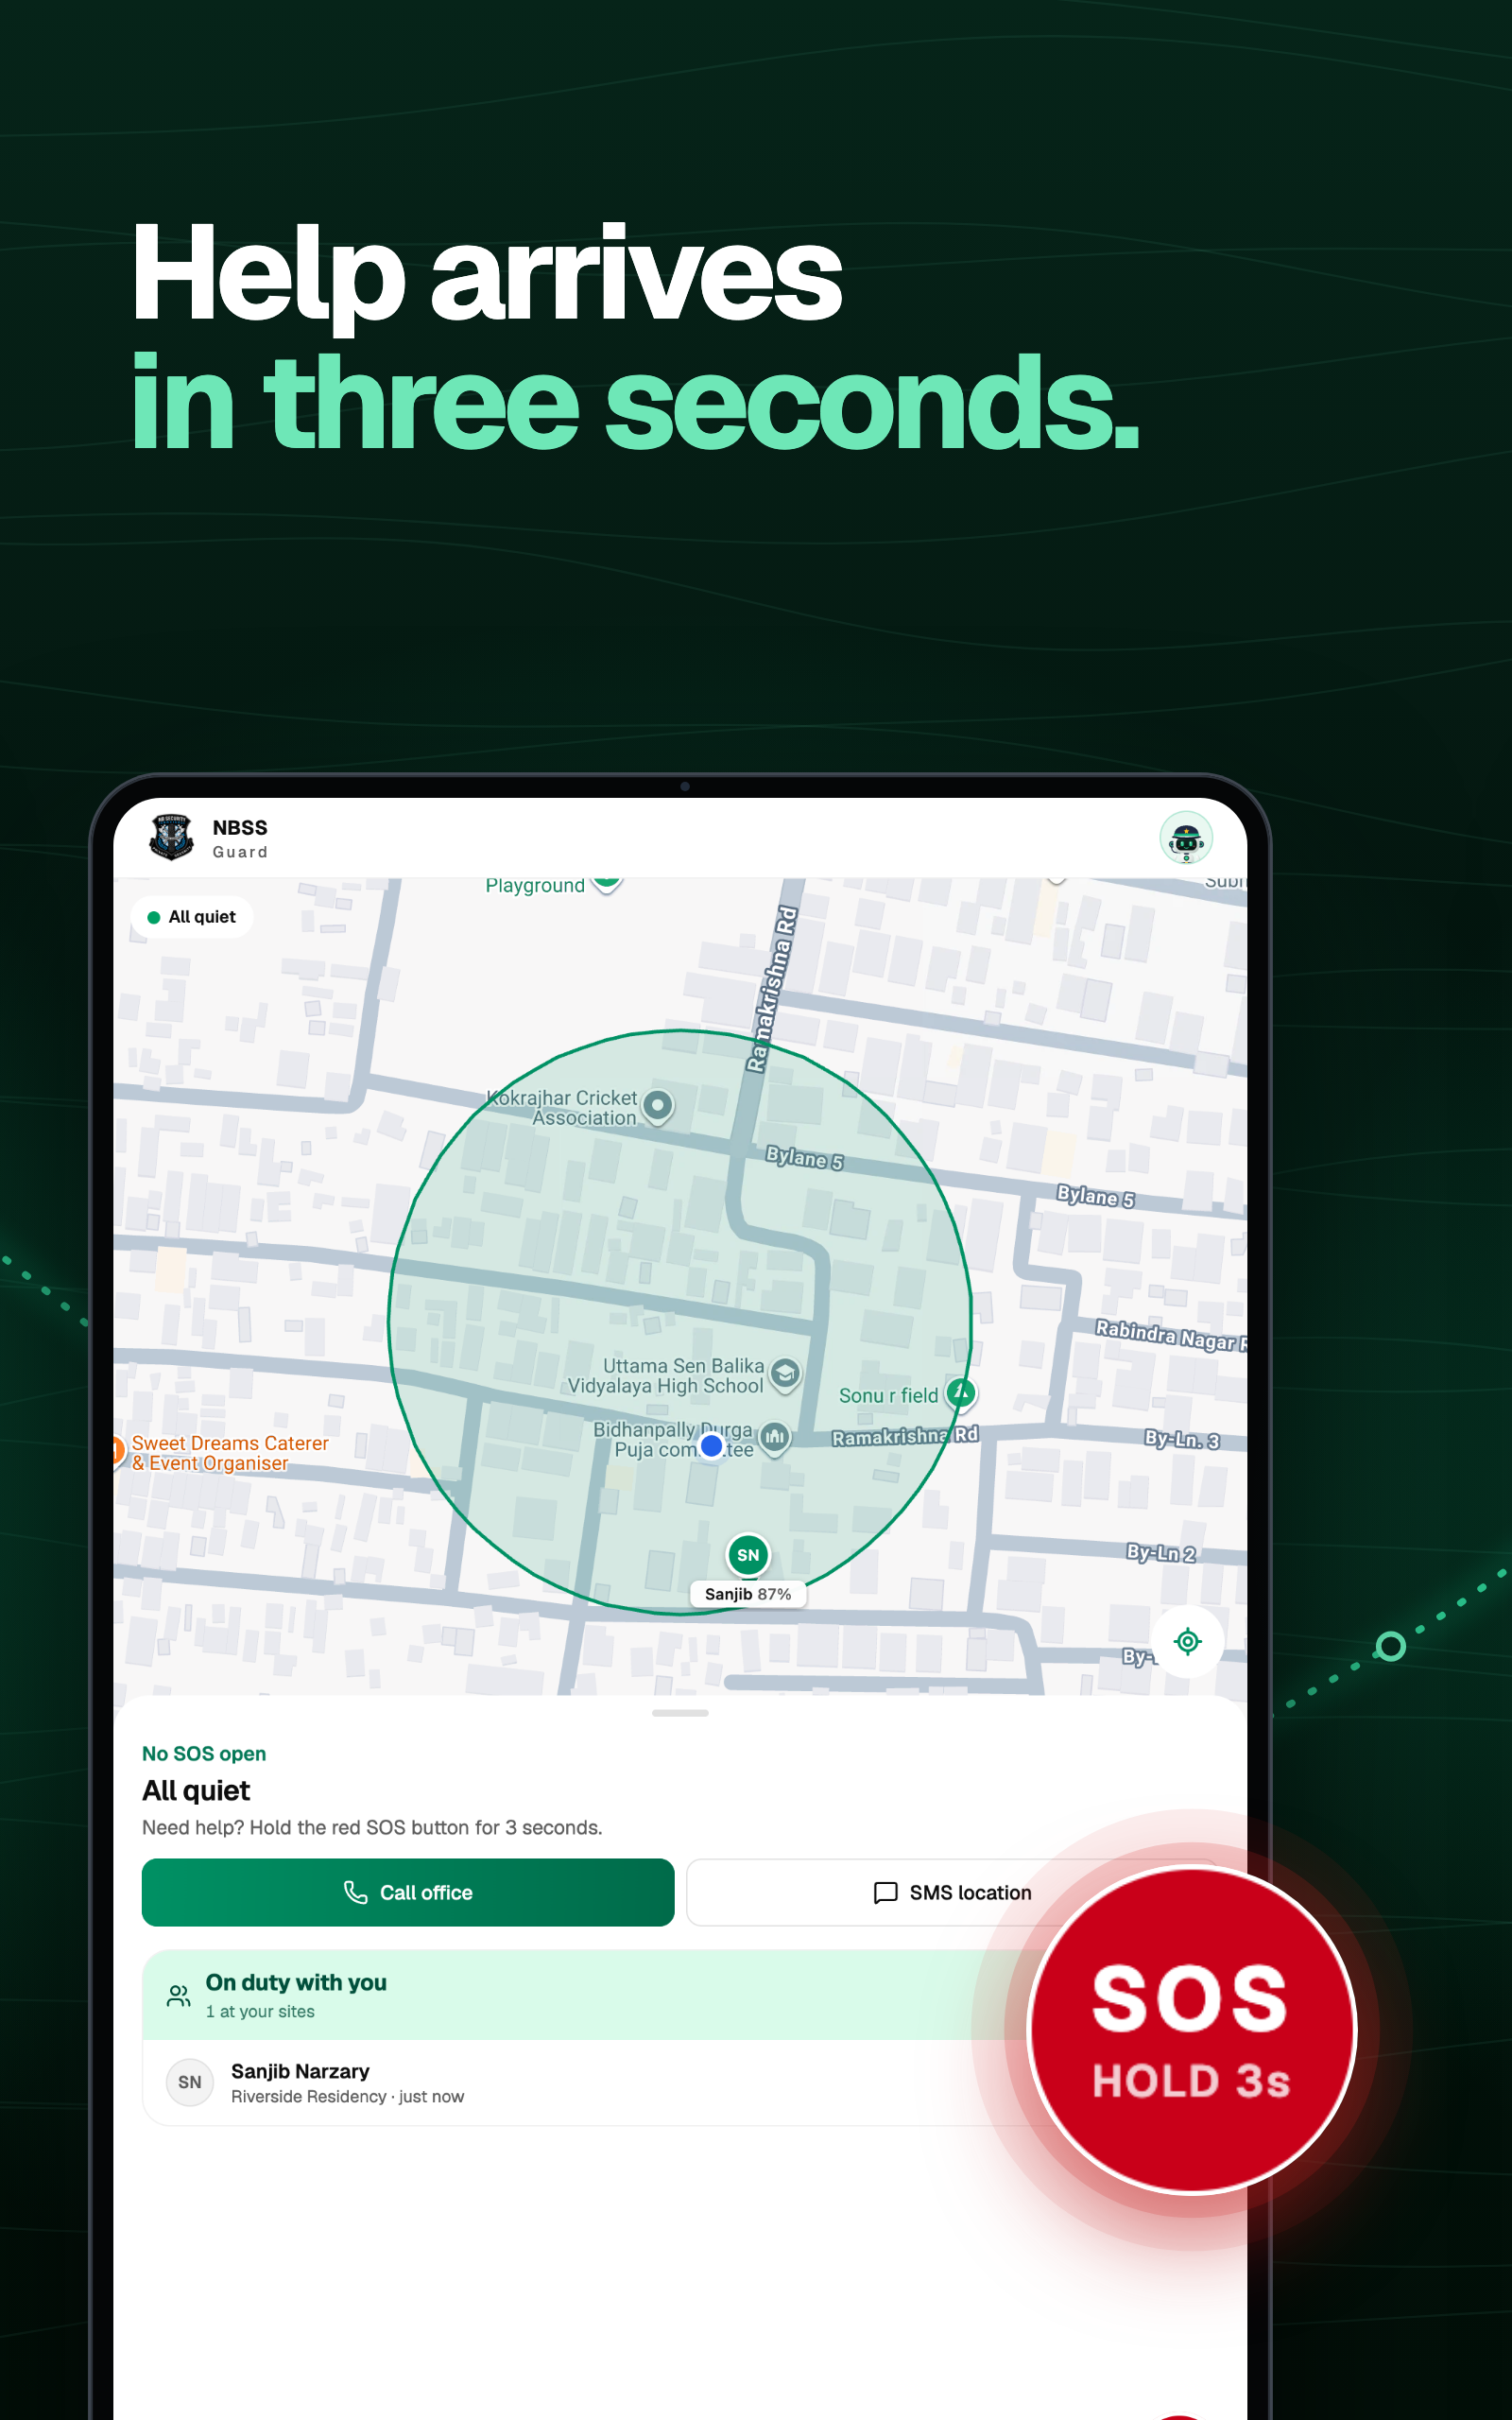 Help arrives
in three seconds.
NBSS
Guard
All quiet
Playground
Ramakrishna Rd
Kokrajhar Cricket
Association
Bylane 5
Bylane 5
Rabindra Nagar
Uttama Sen Balika
Vidyalaya High School
Sonu r field
Bidhanpally Durga
Puja
Ramakrishna Rd
By-Ln. 3
Sweet Dreams Caterer
& Event Organiser
By-Ln 2
SN
Sanjib 87%
No SOS open
All quiet
Need help? Hold the red SOS button for 3 seconds.
Call office
SMS location
On duty with you
1 at your sites
SN
Sanjib Narzary
Riverside Residency · just now
SOS
HOLD 3s